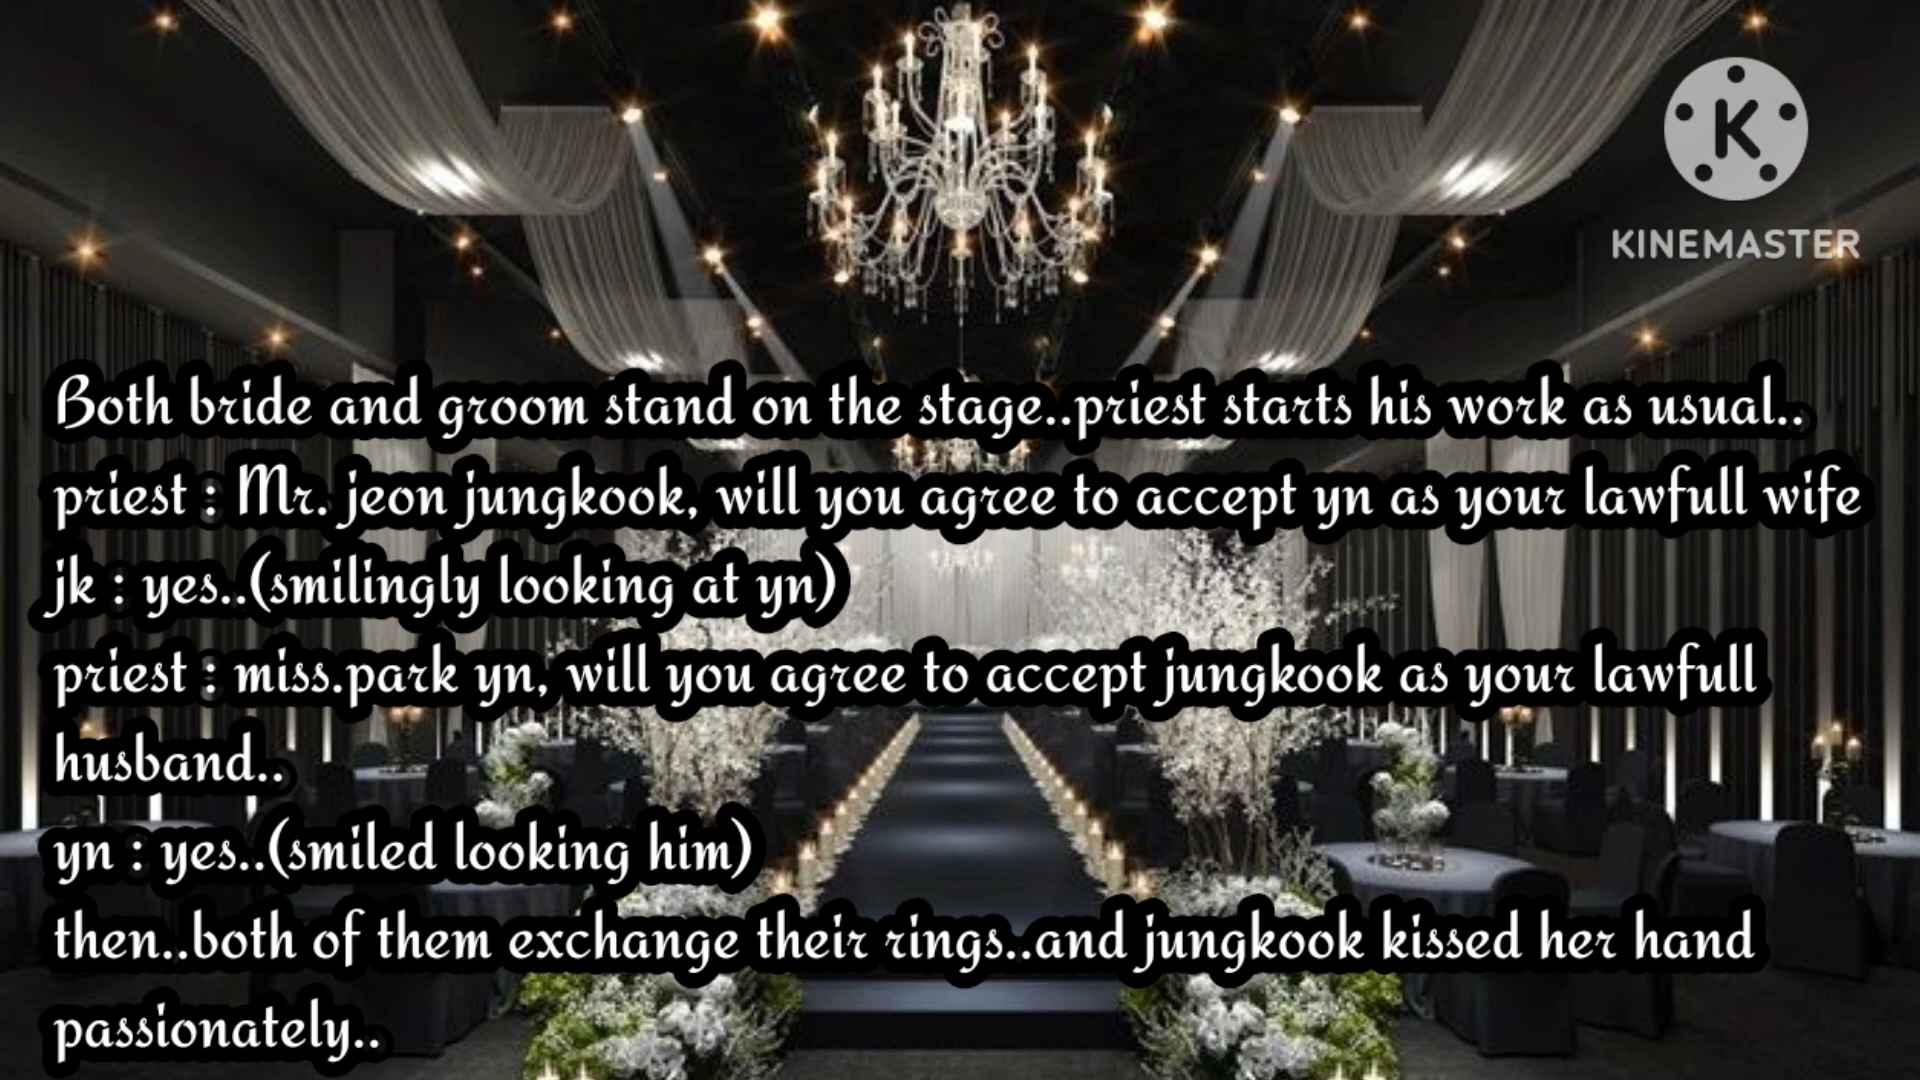 K
KINEMASTER
Both bride and groom stand on the stage..priest starts his work as usual..
priest : Mr. jeon jungkook, will you agree to accept yn as your lawfull wife
jk : yes..(smilingly looking at yn)
priest : miss.park yn, will you agree to accept jungkook as your lawfull
husband..
yn : yes..(smiled looking him)
then..both of them exchange their rings..and jungkook kissed her hand
passionately..